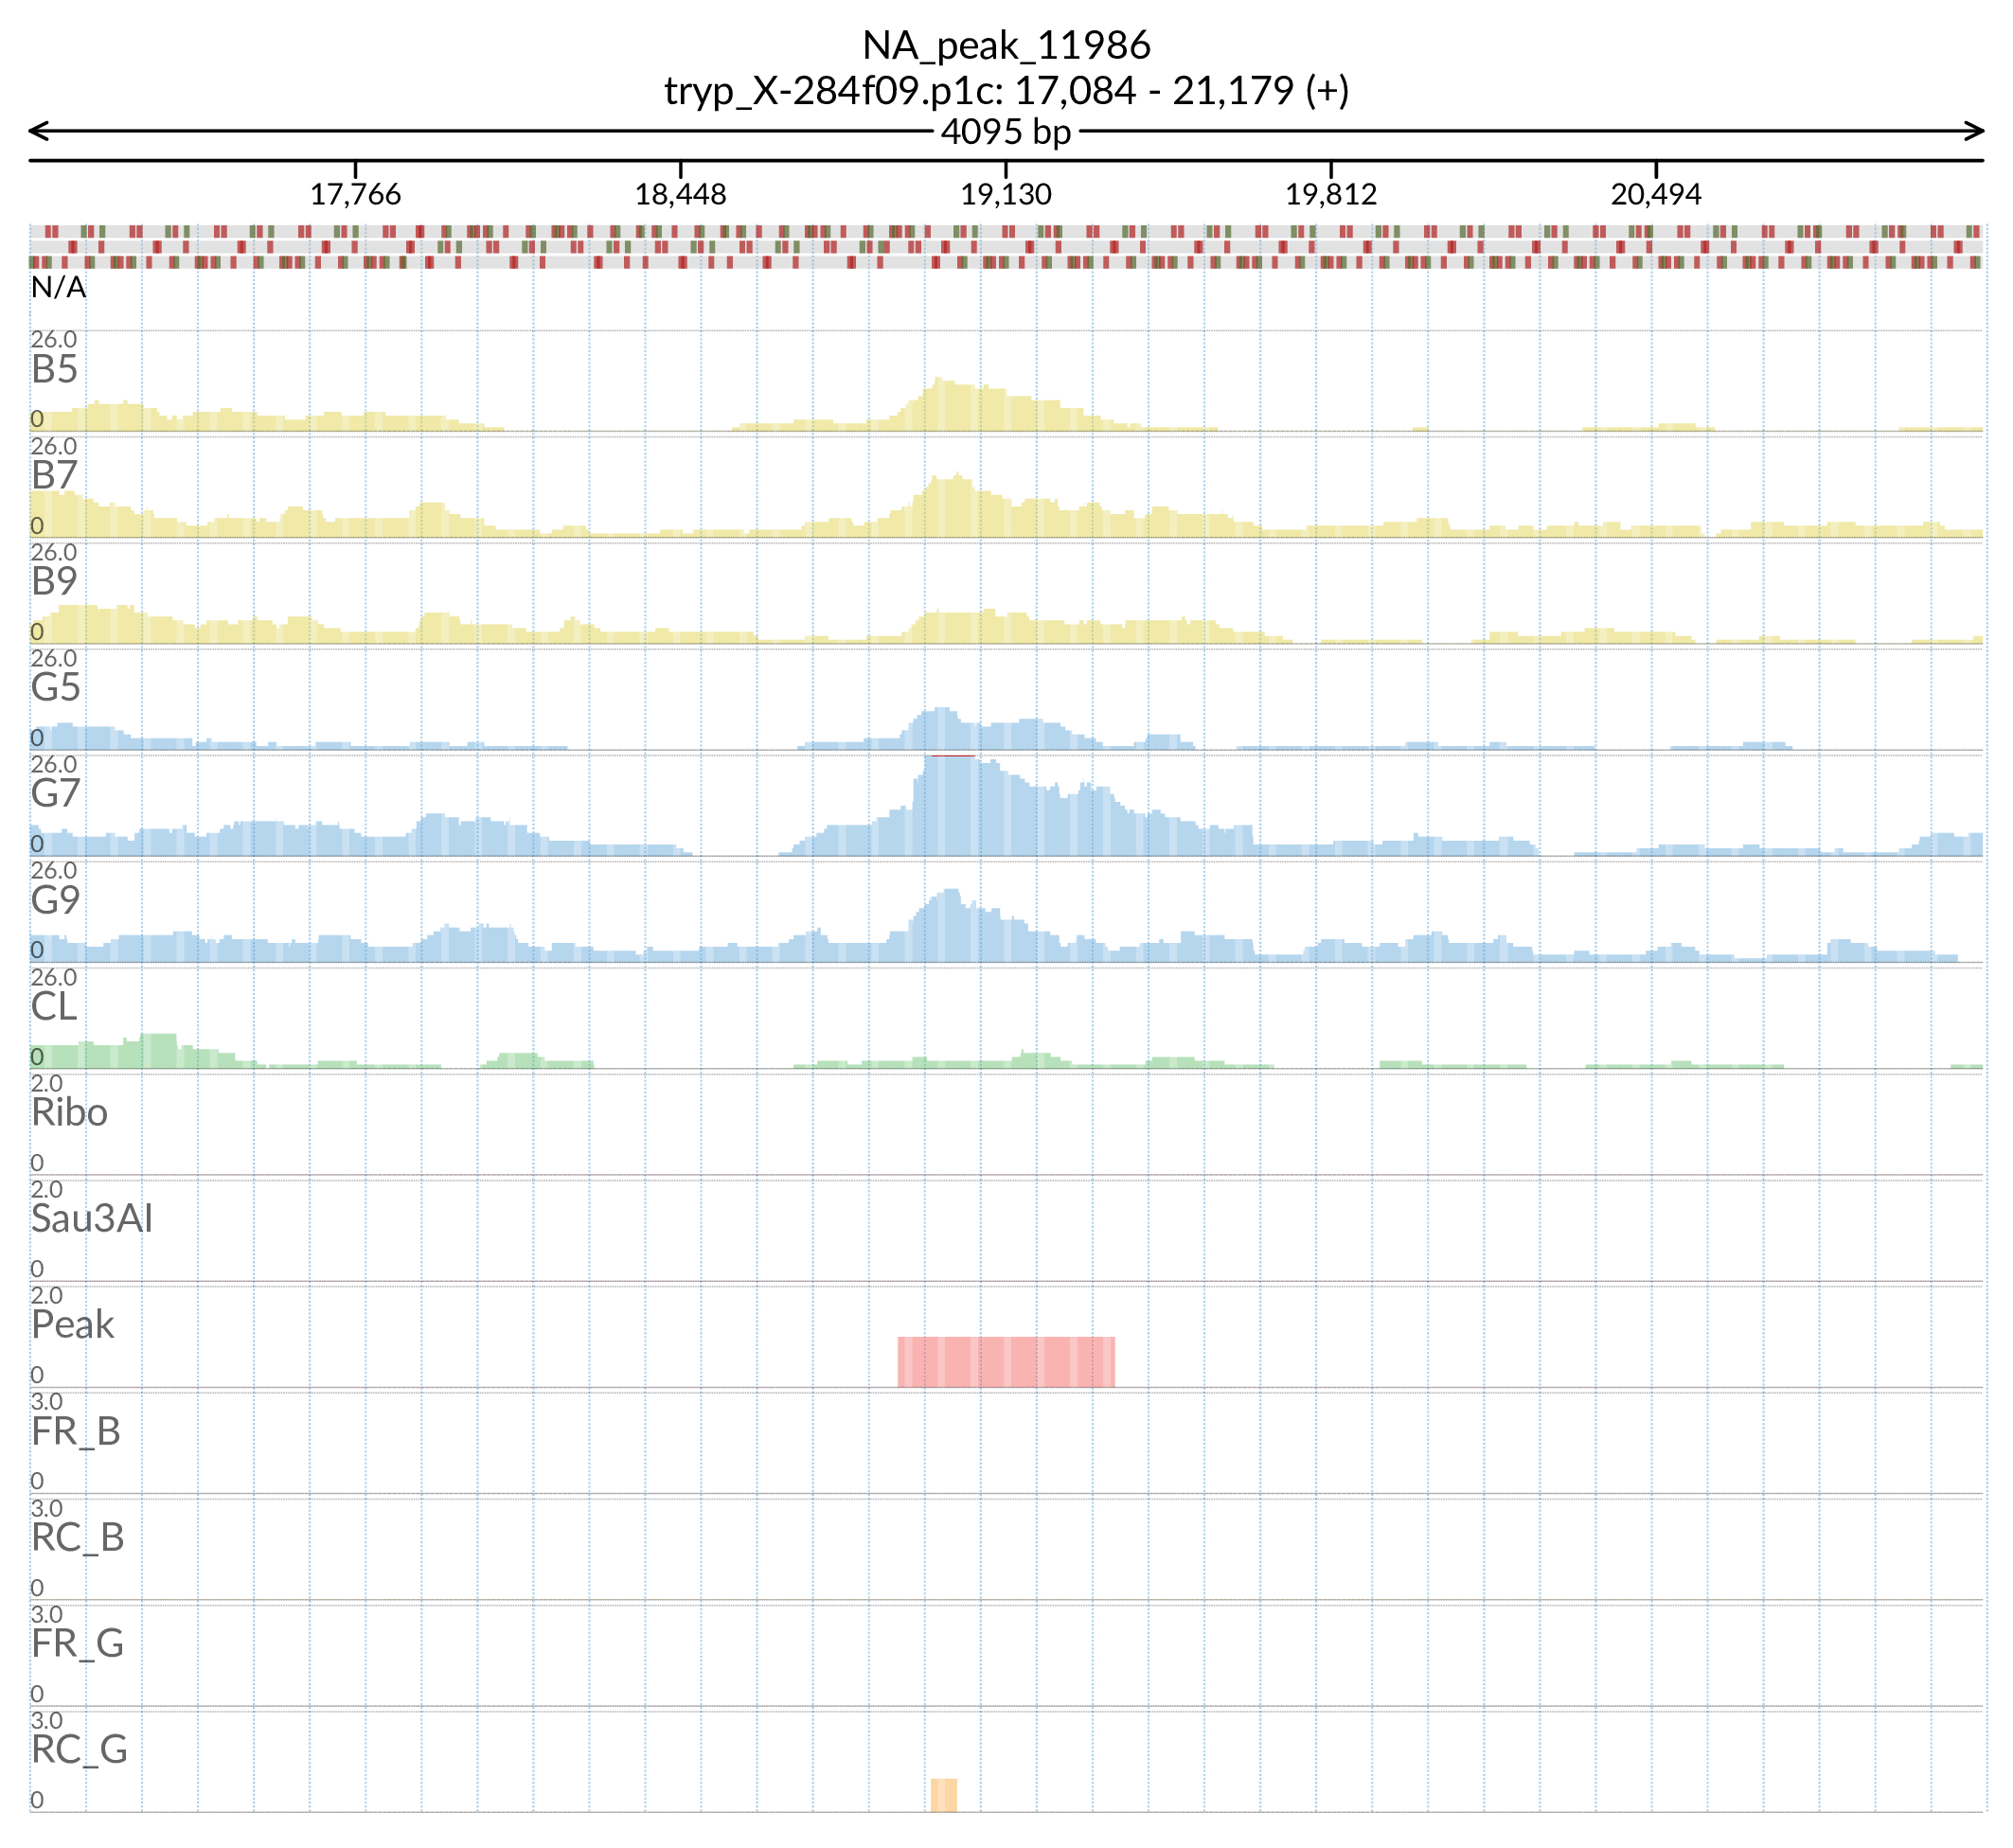 NA_peak_11986
tryp_X-284f09.p1c: 17,084 - 21,179 (+)
4095 bp
17,766 18,448 19,130 19,812 20,494
N/A
26.0
B5
0
26.0
B7
0
26.0
B9
0
26.0
G5
0
26.0
G7
0
26.0
G9
0
26.0
CL
0
2.0
Ribo
0
2.0
Sau3AI
0
2.0
Peak
0
3.0
FR_B
0
3.0
RC_B
0
3.0
FR_G
0
3.0
RC_G
0